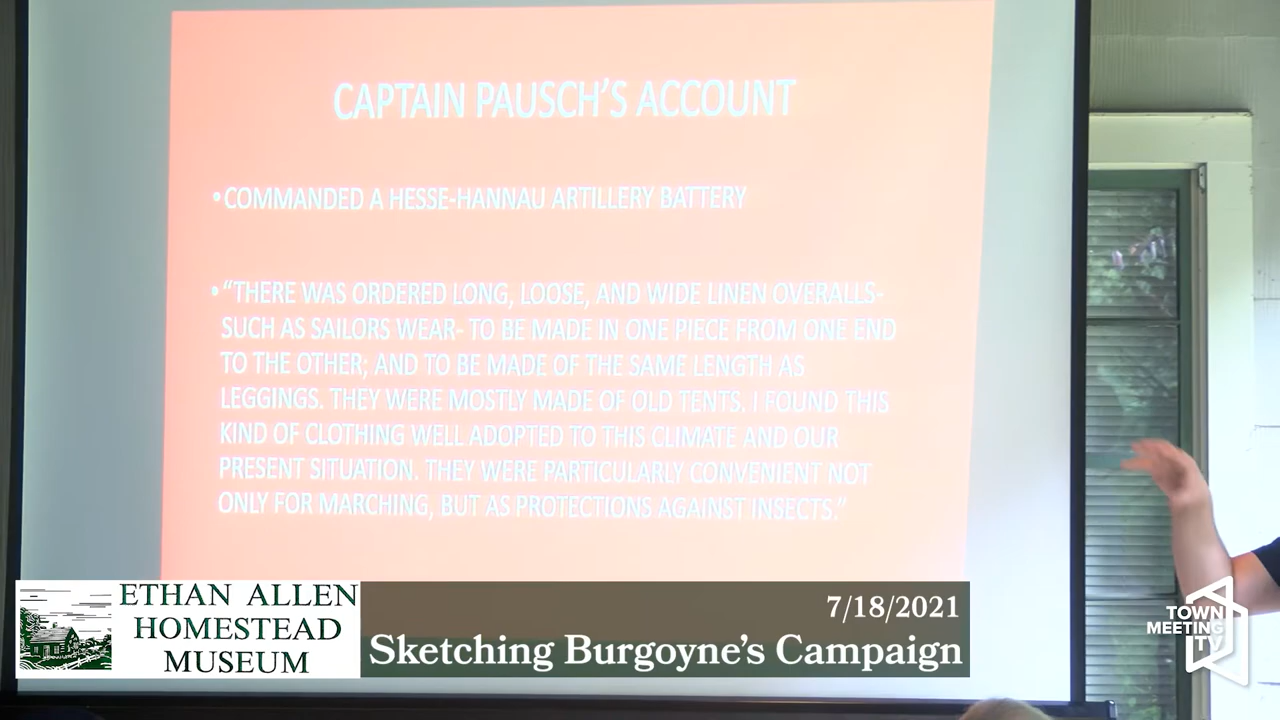 CAPTAIN PAUSCH'S ACCOUNT
•COMMANDED A HESSE-HANNAU ARTILLERY BATTERY
•"THERE WAS ORDERED LONG, LOOSE, AND WIDE LINEN OVERALLS-
SUCH AS SAILORS WEAR- TO BE MADE IN ONE PIECE FROM ONE END
TO THE OTHER; AND TO BE MADE OF THE SAME LENGTH AS
LEGGINGS. THEY WERE MOSTLY MADE OF OLD TENTS. I FOUND THIS
KIND OF CLOTHING WELL ADOPTED TO THIS CLIMATE AND OUR
PRESENT SITUATION. THEY WERE PARTICULARLY CONVENIENT NOT
ONLY FOR MARCHING, BUT AS PROTECTIONS AGAINST INSECTS."
ETHAN ALLEN
HOMESTEAD
MUSEUM
7/18/2021
Sketching Burgoyne's Campaign
TOWN
MEETING
TV